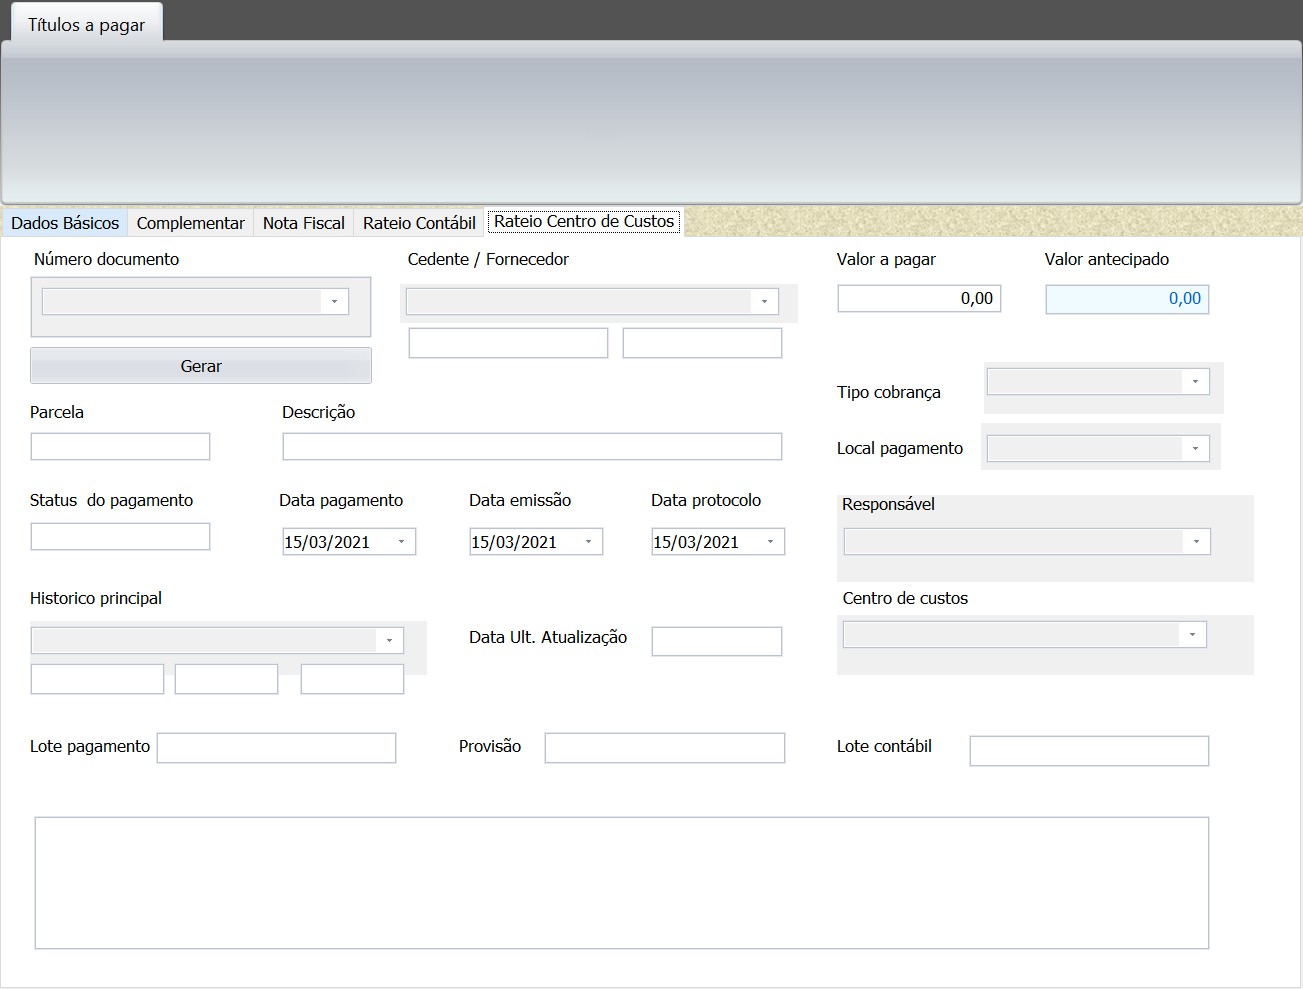 Títulos a pagar
Dados Básicos Complementar Nota Fiscal Rateio Contábil Rateio Centro de Custos
Número documento Cedente / Fornecedor Valor a pagar Valor antecipado
0,00 0,00
Gerar
Tipo cobrança
Parcela Descrição
Local pagamento
Status  do pagamento Data pagamento Data emissão Data protocolo Responsável
15/03/2021 15/03/2021 15/03/2021
Historico principal Centro de custos
Data Ult. Atualização
Lote pagamento Provisão Lote contábil